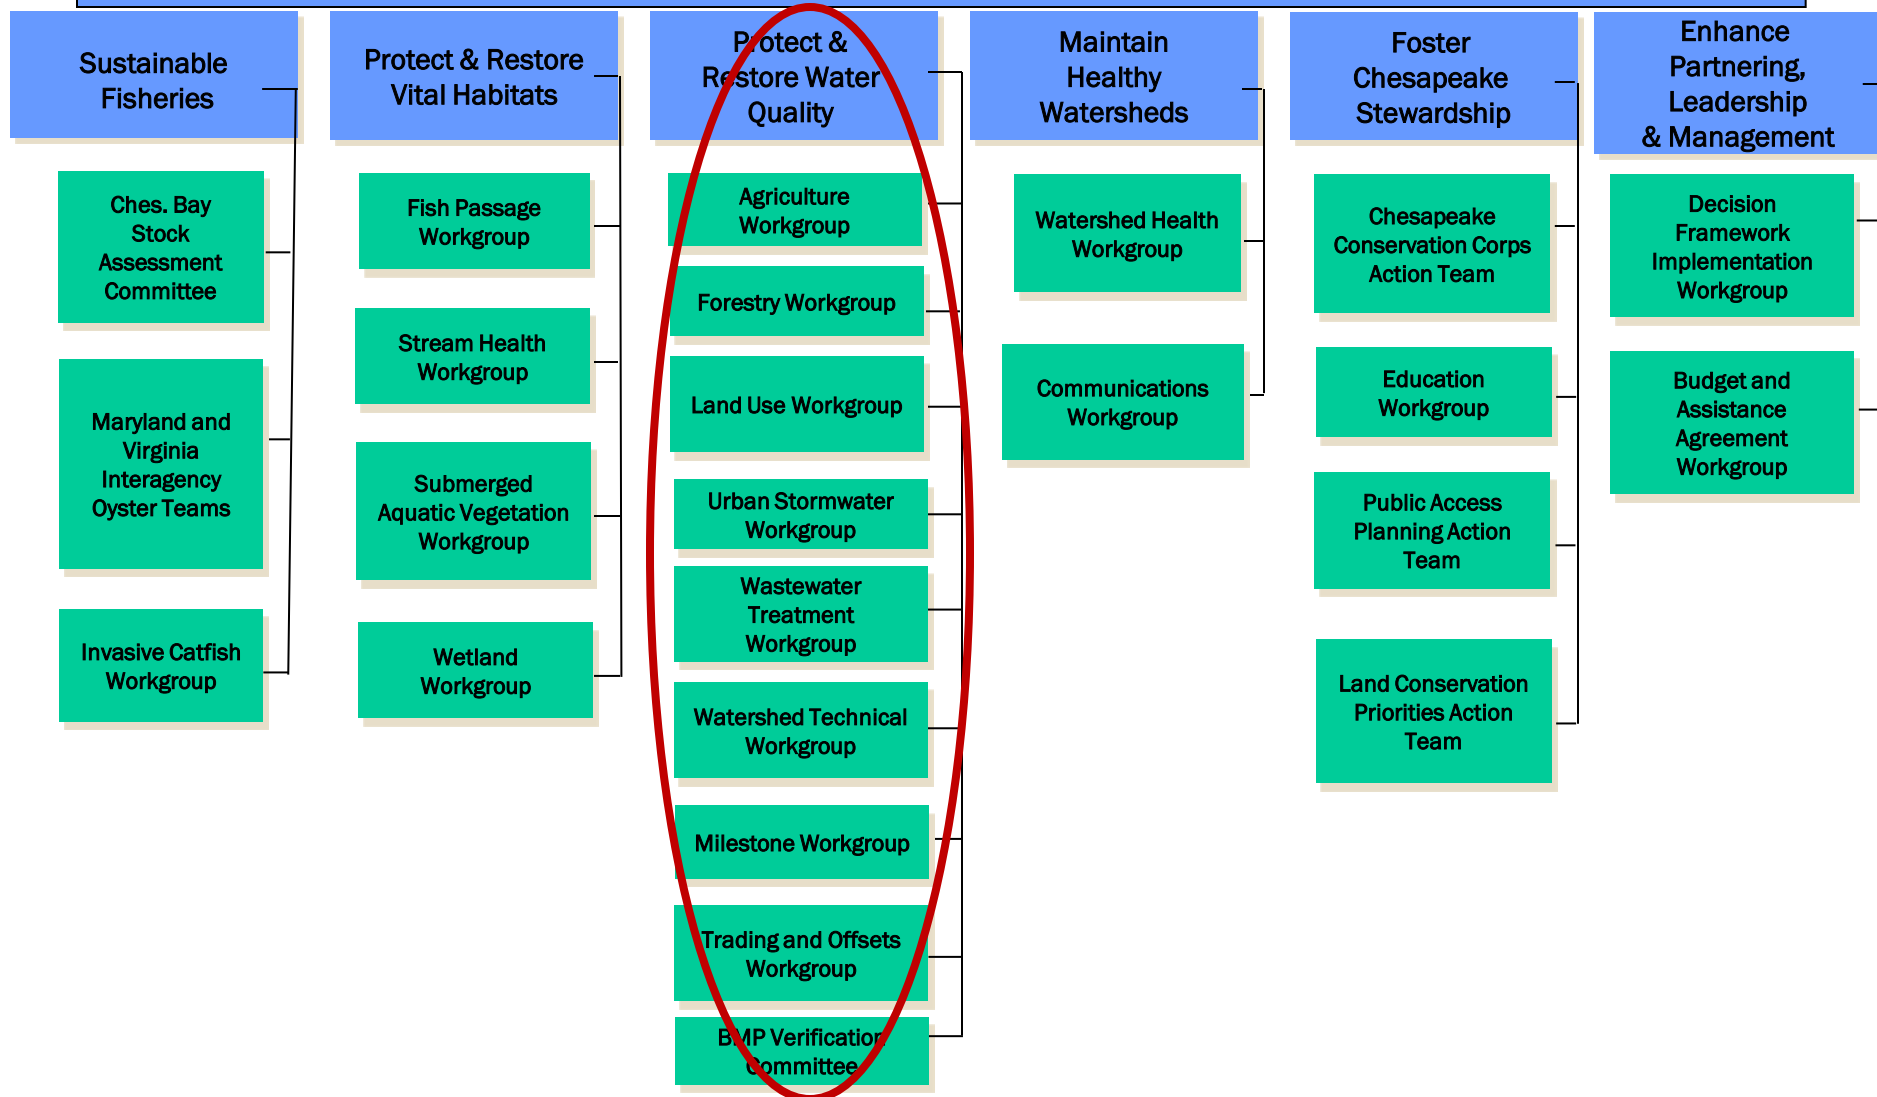 Sustainable
Fisheries
Ches. Bay
Stock
Assessment
Committee
Maryland and
Virginia
Interagency
Oyster Teams
Invasive Catfish
Workgroup
Protect & Restore
Vital Habitats
Fish Passage
Workgroup
Stream Health
Workgroup
Submerged
Aquatic Vegetation
Workgroup
Wetland
Workgroup
Protect &
Restore Water
Quality
Agriculture
Workgroup
Forestry Workgroup
Land Use Workgroup
Urban Stormwater
Workgroup
Wastewater
Treatment
Workgroup
Watershed Technical
Workgroup
Milestone Workgroup
Trading and Offsets
Workgroup
BMP Verification
Committee
Maintain
Healthy
Watersheds
Watershed Health
Workgroup
Communications
Workgroup
Foster
Chesapeake
Stewardship
Chesapeake
Conservation Corps
Action Team
Education
Workgroup
Public Access
Planning Action
Team
Land Conservation
Priorities Action
Team
Enhance
Partnering,
Leadership
& Management
Decision
Framework
Implementation
Workgroup
Budget and
Assistance
Agreement
Workgroup